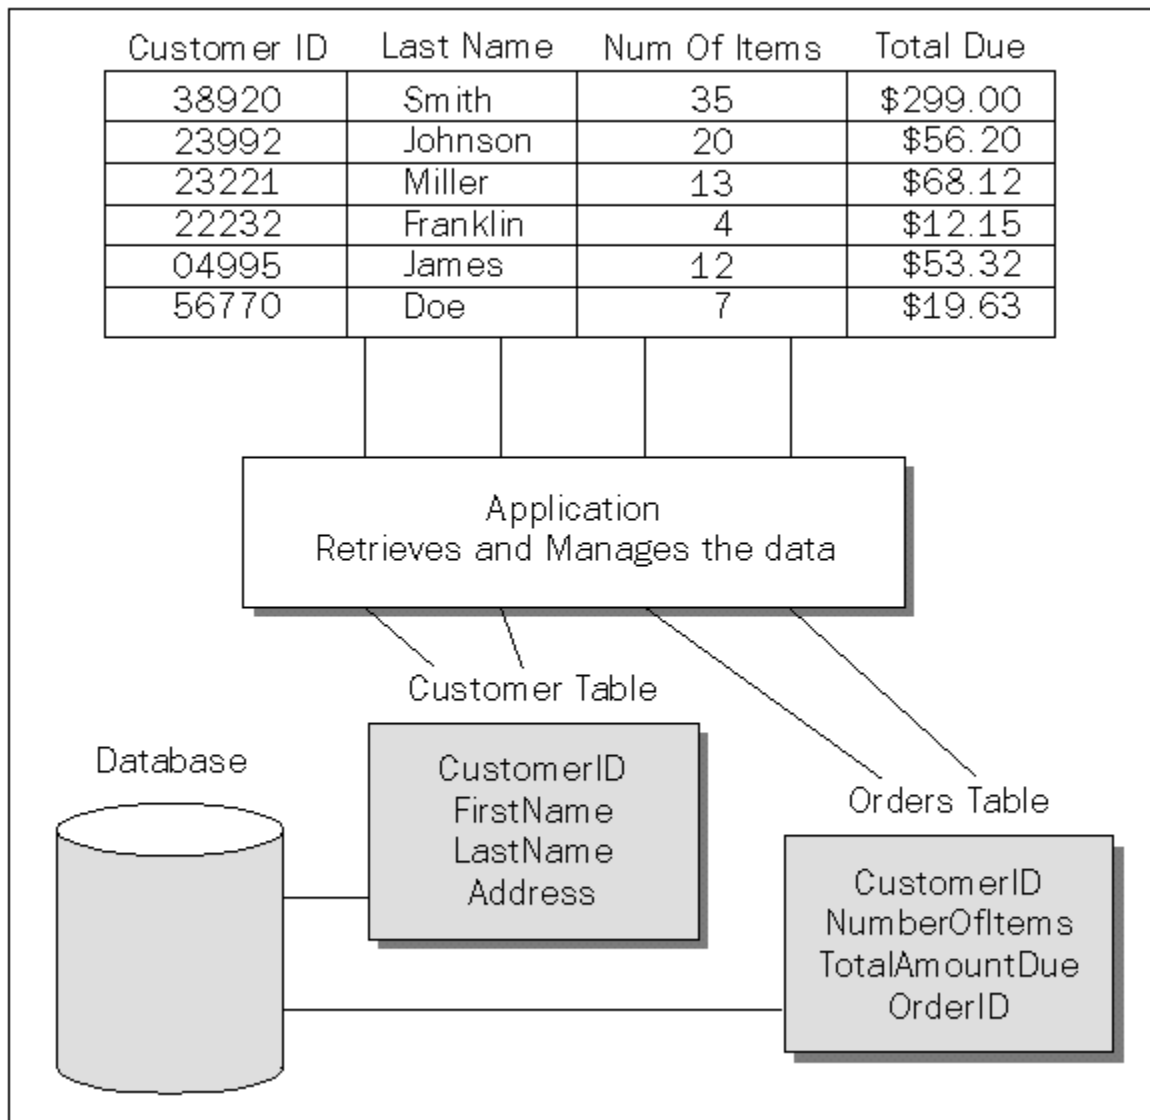 Customer ID Last Name Num Of Items Total Due
38920 Smith 35 $299.00
23992 Johnson 20 $56.20
23221 Miller 13 $68.12
22232 Franklin 4 $12.15
04995 James 12 $53.32
56770 Doe 7 $19.63
Application
Retrieves and Manages the data
Customer Table
CustomerID
FirstName
LastName
Address
Database
Orders Table
CustomerID
NumberOfItems
TotalAmountDue
OrderID